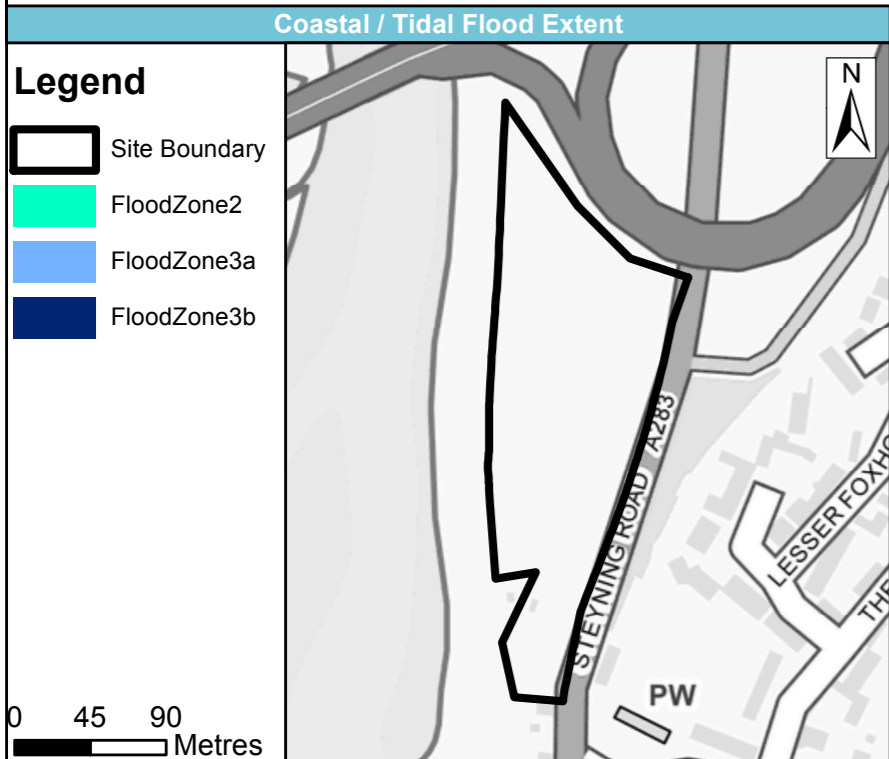 Coastal / Tidal Flood Extent
Legend
Site Boundary
FloodZone2
FloodZone3a
FloodZone3b
0 45 90
Metres
N
STEYNING ROAD A283
LESSER FOXHO
THE
PW